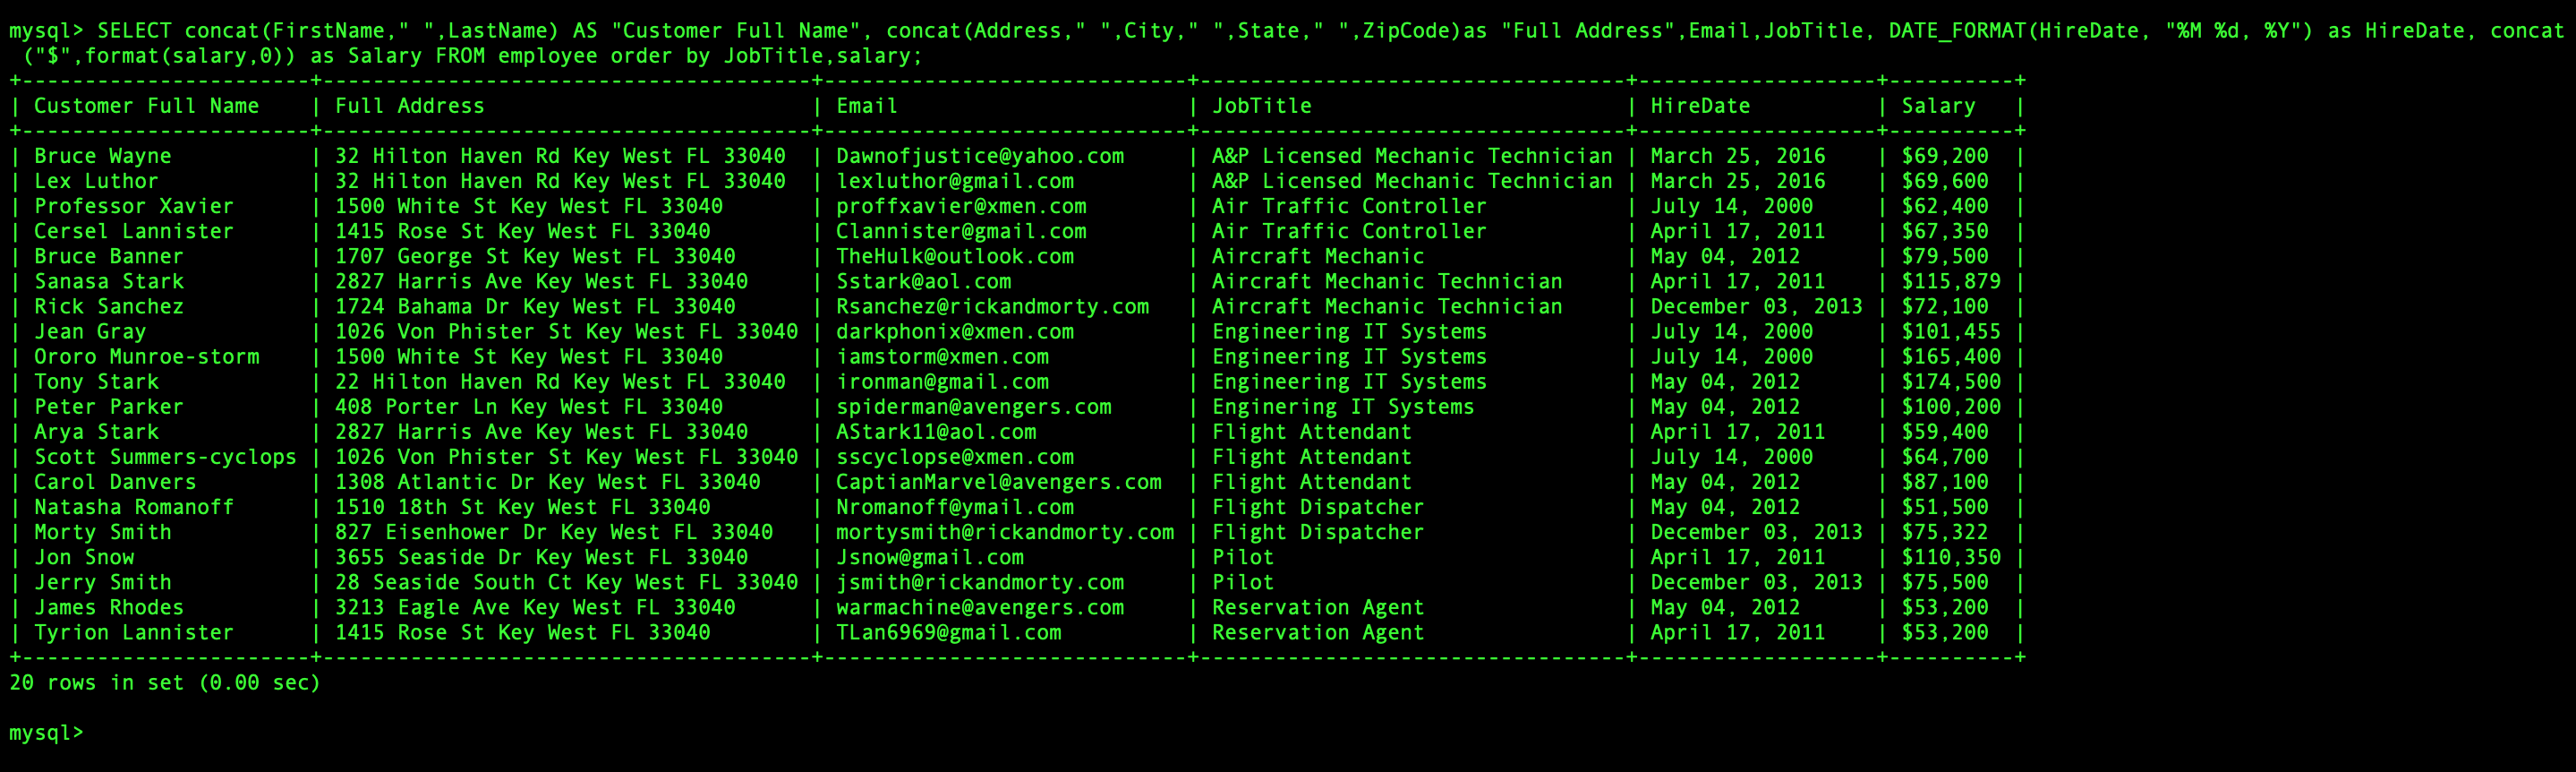 mysql> SELECT concat(FirstName," ",LastName) AS "Customer Full Name", concat(Address," ",City," ",State," ",ZipCode)as "Full Address",Email,JobTitle, DATE_FORMAT(HireDate, "%M %d, %Y") as HireDate, concat
("$",format(salary,0)) as Salary FROM employee order by JobTitle,salary;
+-----------------------+---------------------------------------+-----------------------------+----------------------------------+-------------------+----------+
| Customer Full Name    | Full Address                          | Email                       | JobTitle                         | HireDate          | Salary   |
+-----------------------+---------------------------------------+-----------------------------+----------------------------------+-------------------+----------+
| Bruce Wayne           | 32 Hilton Haven Rd Key West FL 33040  | Dawnofjustice@yahoo.com     | A&P Licensed Mechanic Technician | March 25, 2016    | $69,200  |
| Lex Luthor            | 32 Hilton Haven Rd Key West FL 33040  | lexluthor@gmail.com         | A&P Licensed Mechanic Technician | March 25, 2016    | $69,600  |
| Professor Xavier      | 1500 White St Key West FL 33040       | proffxavier@xmen.com        | Air Traffic Controller           | July 14, 2000     | $62,400  |
| Cersel Lannister      | 1415 Rose St Key West FL 33040        | Clannister@gmail.com        | Air Traffic Controller           | April 17, 2011    | $67,350  |
| Bruce Banner          | 1707 George St Key West FL 33040      | TheHulk@outlook.com         | Aircraft Mechanic                | May 04, 2012      | $79,500  |
| Sanasa Stark          | 2827 Harris Ave Key West FL 33040     | Sstark@aol.com              | Aircraft Mechanic Technician     | April 17, 2011    | $115,879 |
| Rick Sanchez          | 1724 Bahama Dr Key West FL 33040      | Rsanchez@rickandmorty.com   | Aircraft Mechanic Technician     | December 03, 2013 | $72,100  |
| Jean Gray             | 1026 Von Phister St Key West FL 33040 | darkphonix@xmen.com         | Engineering IT Systems           | July 14, 2000     | $101,455 |
| Ororo Munroe-storm    | 1500 White St Key West FL 33040       | iamstorm@xmen.com           | Engineering IT Systems           | July 14, 2000     | $165,400 |
| Tony Stark            | 22 Hilton Haven Rd Key West FL 33040  | ironman@gmail.com           | Engineering IT Systems           | May 04, 2012      | $174,500 |
| Peter Parker          | 408 Porter Ln Key West FL 33040       | spiderman@avengers.com      | Enginering IT Systems            | May 04, 2012      | $100,200 |
| Arya Stark            | 2827 Harris Ave Key West FL 33040     | AStark11@aol.com            | Flight Attendant                 | April 17, 2011    | $59,400  |
| Scott Summers-cyclops | 1026 Von Phister St Key West FL 33040 | sscyclopse@xmen.com         | Flight Attendant                 | July 14, 2000     | $64,700  |
| Carol Danvers         | 1308 Atlantic Dr Key West FL 33040    | CaptianMarvel@avengers.com  | Flight Attendant                 | May 04, 2012      | $87,100  |
| Natasha Romanoff      | 1510 18th St Key West FL 33040        | Nromanoff@ymail.com         | Flight Dispatcher                | May 04, 2012      | $51,500  |
| Morty Smith           | 827 Eisenhower Dr Key West FL 33040   | mortysmith@rickandmorty.com | Flight Dispatcher                | December 03, 2013 | $75,322  |
| Jon Snow              | 3655 Seaside Dr Key West FL 33040     | Jsnow@gmail.com             | Pilot                            | April 17, 2011    | $110,350 |
| Jerry Smith           | 28 Seaside South Ct Key West FL 33040 | jsmith@rickandmorty.com     | Pilot                            | December 03, 2013 | $75,500  |
| James Rhodes          | 3213 Eagle Ave Key West FL 33040      | warmachine@avengers.com     | Reservation Agent                | May 04, 2012      | $53,200  |
| Tyrion Lannister      | 1415 Rose St Key West FL 33040        | TLan6969@gmail.com          | Reservation Agent                | April 17, 2011    | $53,200  |
+-----------------------+---------------------------------------+-----------------------------+----------------------------------+-------------------+----------+
20 rows in set (0.00 sec)
mysql>